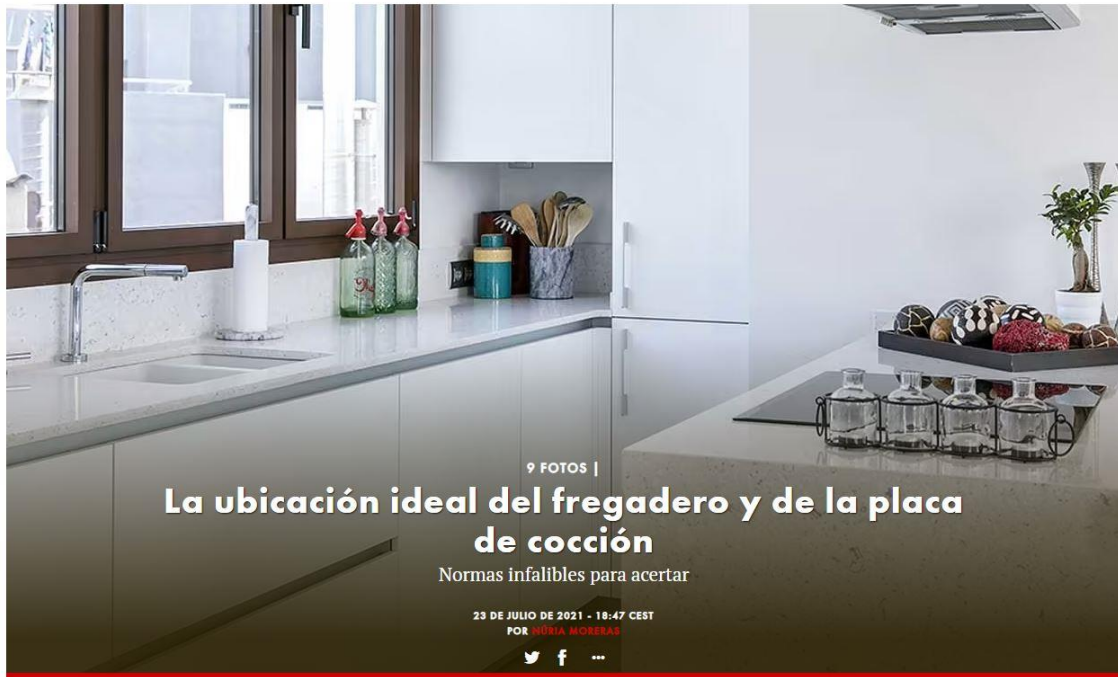 9 FOTOS |
La ubicación ideal del fregadero y de la placa
de cocción
Normas infalibles para acertar
23 DE JULIO DE 2021 - 18:47 CEST
POR NÚRIA MORERAS